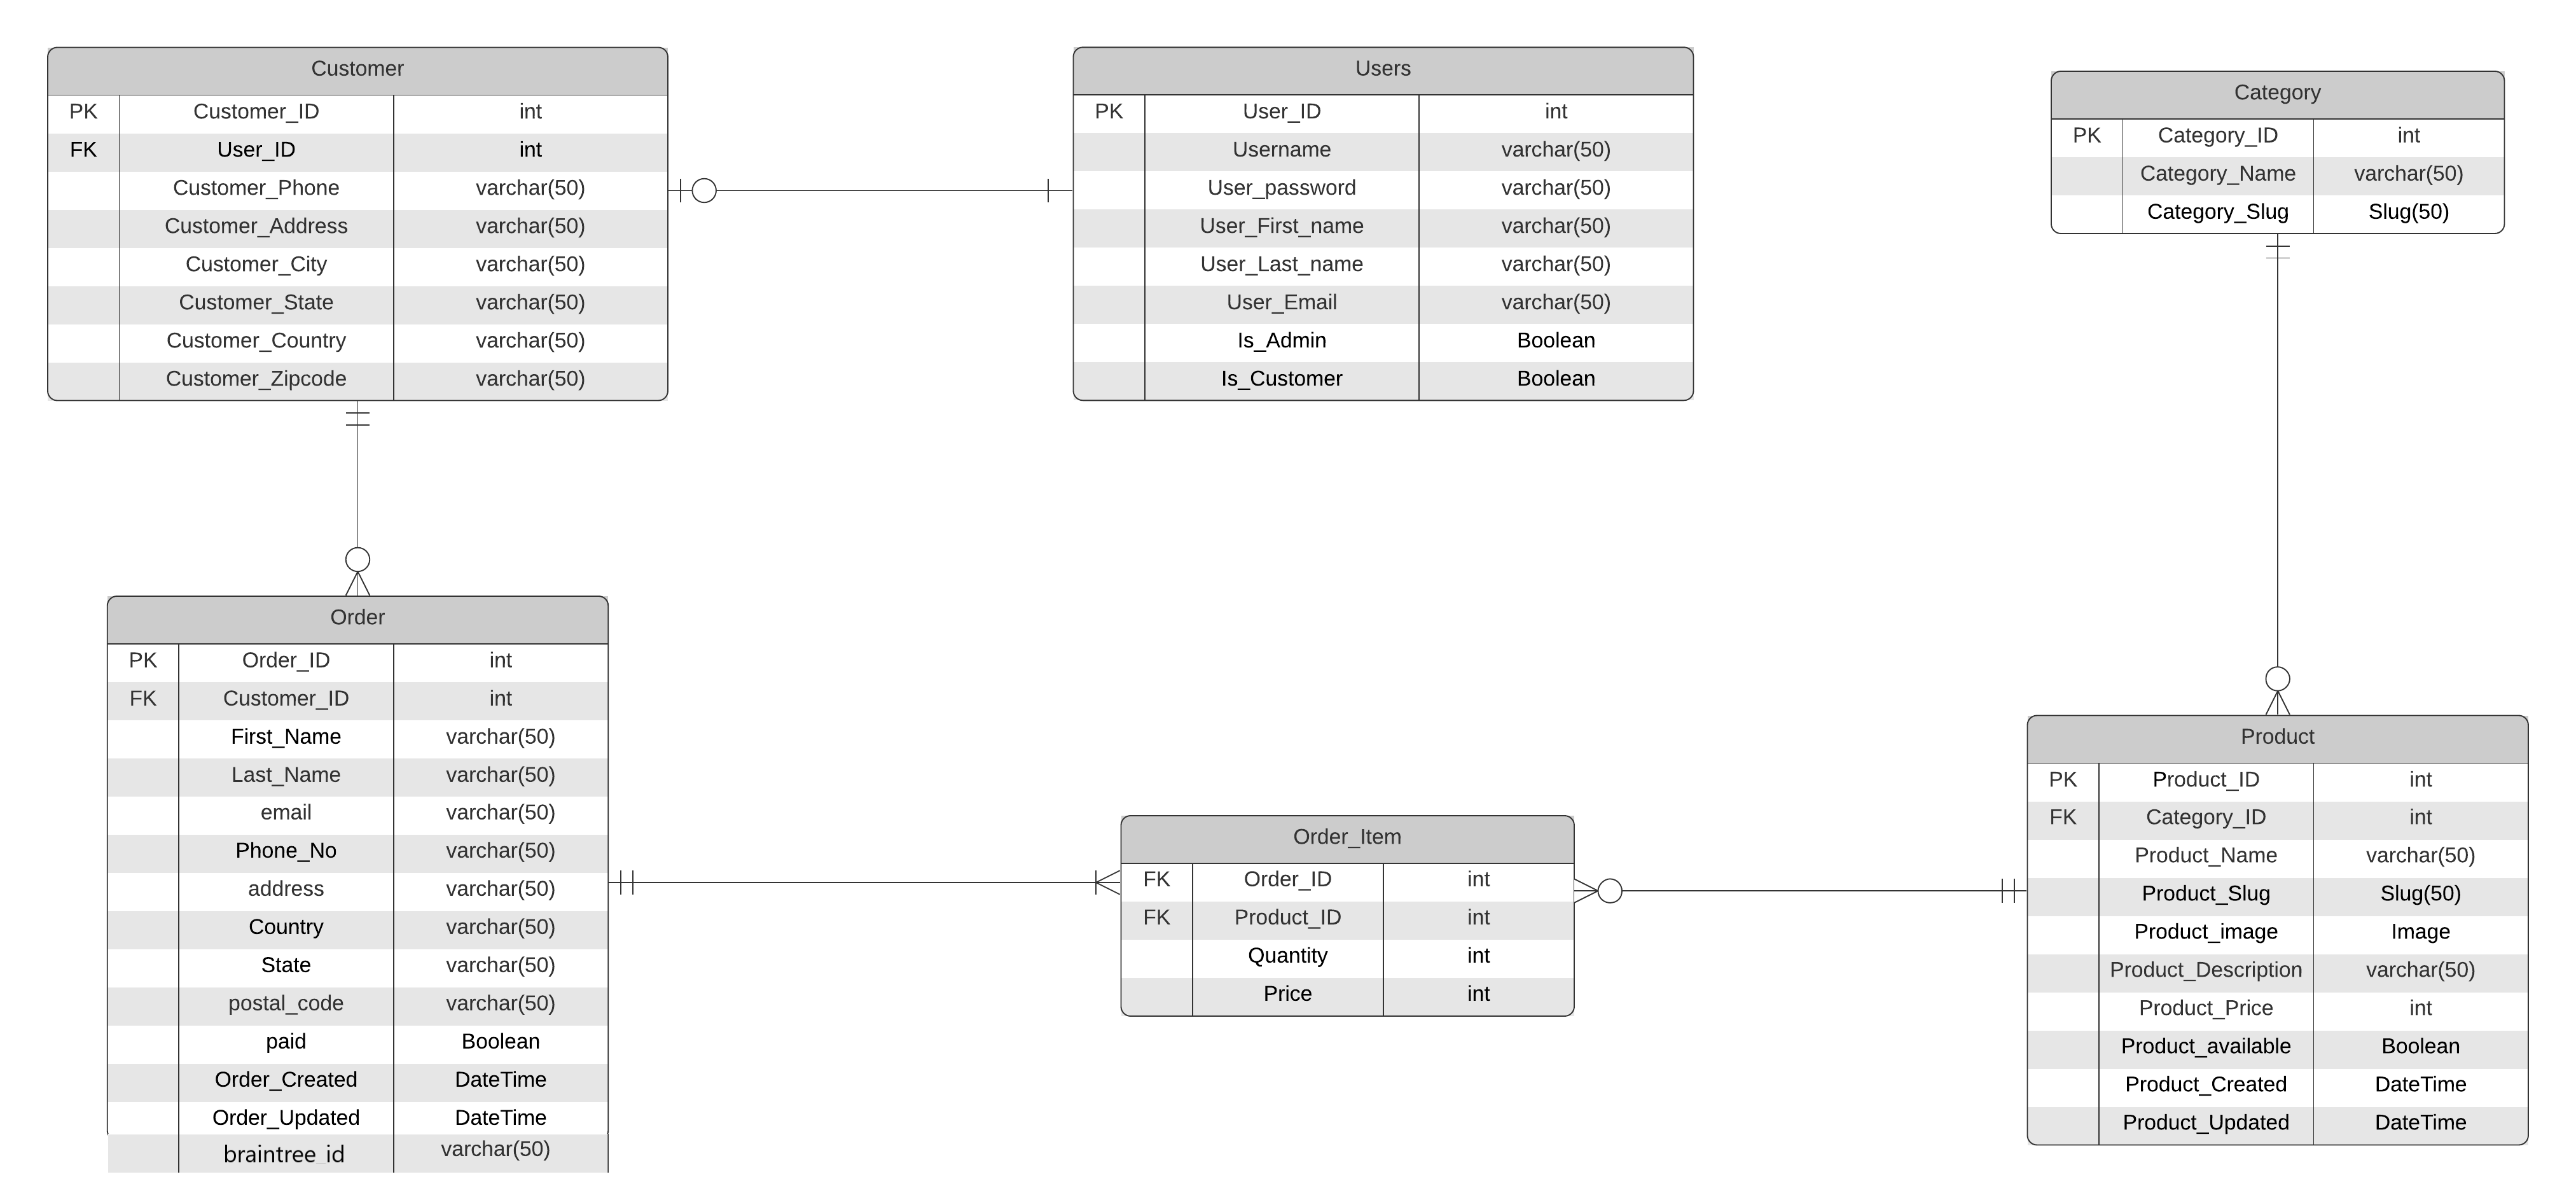 Customer
PK Customer_ID int
FK User_ID int
Customer_Phone varchar(50)
Customer_Address varchar(50)
Customer_City varchar(50)
Customer_State varchar(50)
Customer_Country varchar(50)
Customer_Zipcode varchar(50)
Users
PK User_ID int
Username varchar(50)
User_password varchar(50)
User_First_name varchar(50)
User_Last_name varchar(50)
User_Email varchar(50)
Is_Admin Boolean
Is_Customer Boolean
Category
PK Category_ID int
Category_Name varchar(50)
Category_Slug Slug(50)
Order
PK Order_ID int
FK Customer_ID int
First_Name varchar(50)
Last_Name varchar(50)
email varchar(50)
Phone_No varchar(50)
address varchar(50)
Country varchar(50)
State varchar(50)
postal_code varchar(50)
paid Boolean
Order_Created DateTime
Order_Updated DateTime
braintree_id varchar(50)
Order_Item
FK Order_ID int
FK Product_ID int
Quantity int
Price int
Product
PK Product_ID int
FK Category_ID int
Product_Name varchar(50)
Product_Slug Slug(50)
Product_image Image
Product_Description varchar(50)
Product_Price int
Product_available Boolean
Product_Created DateTime
Product_Updated DateTime